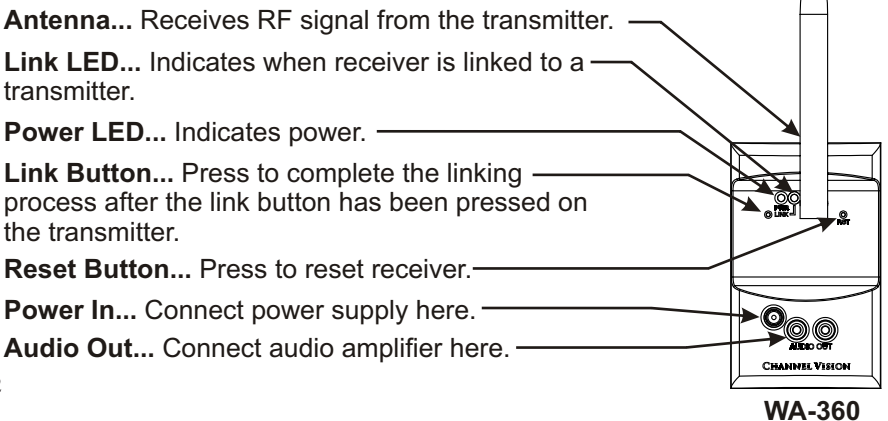 Antenna... Receives RF signal from the transmitter.
Link LED... Indicates when receiver is linked to a
transmitter.
Power LED... Indicates power.
Link Button... Press to complete the linking
process after the link button has been pressed on
the transmitter.
Reset Button... Press to reset receiver.
Power In... Connect power supply here.
Audio Out... Connect audio amplifier here.
PWR
LINK
RST
AUDIO OUT
CHANNEL VISION
WA-360